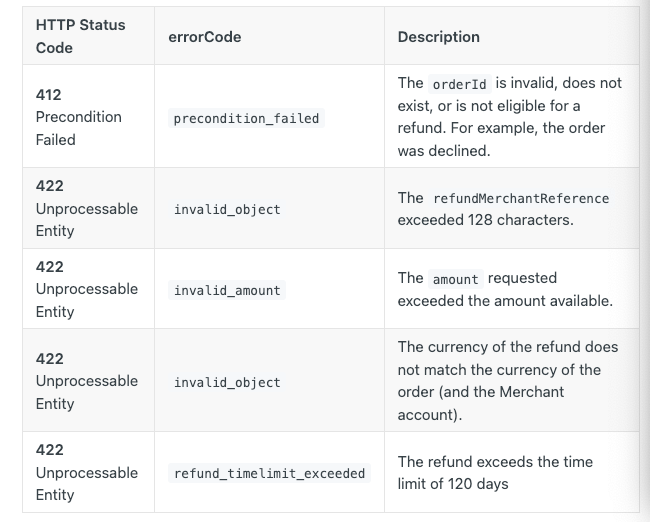 HTTP Status
Code
errorCode
Description
412
Precondition
Failed
precondition_failed
The orderId is invalid, does not
exist, or is not eligible for a
refund. For example, the order
was declined.
422
Unprocessable
Entity
invalid_object
The refundMerchantReference
exceeded 128 characters.
422
Unprocessable
Entity
invalid_amount
The amount requested
exceeded the amount available.
422
Unprocessable
Entity
invalid_object
The currency of the refund does
not match the currency of the
order (and the Merchant
account).
422
Unprocessable
Entity
refund_timelimit_exceeded
The refund exceeds the time
limit of 120 days